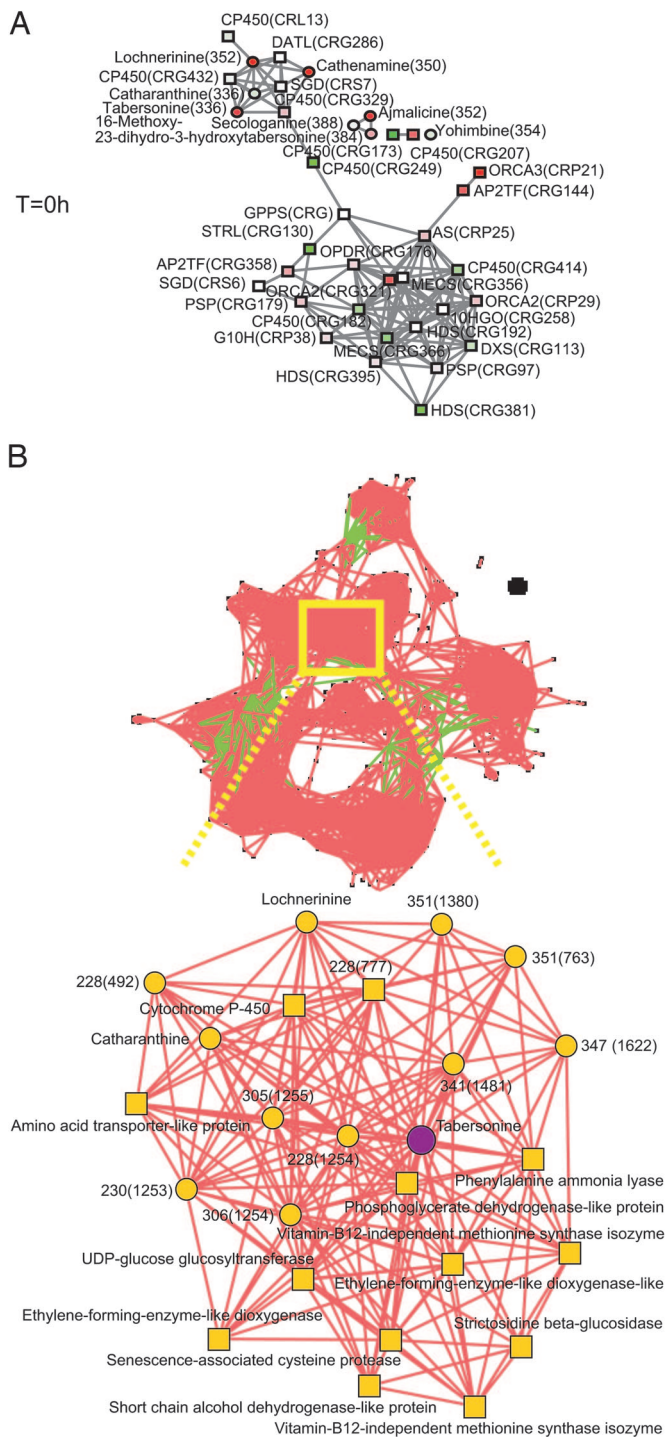 A
CP450(CRL13)
DATL(CRG286)
Lochnerinine(352)
Cathenamine(350)
CP450(CRG432)
SGD(CRS7)
Catharanthine(336)
CP450(CRG329)
Tabersonine(336)
Ajmalicine(352)
16-Methoxy-
Secologanine(388)
23-dihydro-3-hydroxytabersonine(384)
Yohimbine(354)
CP450(CRG173)
CP450(CRG207)
CP450(CRG249)
ORCA3(CRP21)
AP2TF(CRG144)
T=0h
GPPS(CRG)
STRL(CRG130)
AS(CRP25)
OPDR(CRG176)
AP2TF(CRG358)
CP450(CRG414)
SGD(CRS6)
ORCA2(CRG321)
MECS(CRG356)
PSP(CRG179)
ORCA2(CRP29)
10HGO(CRG258)
CP450(CRG182)
HDS(CRG192)
G10H(CRP38)
MECS(CRG366)
DXS(CRG113)
HDS(CRG395)
PSP(CRG97)
HDS(CRG381)
B
Lochnerinine
351(1380)
351(763)
228(777)
228(492)
Cytochrome P-450
Catharanthine
347 (1622)
341(1481)
305(1255)
Amino acid transporter-like protein
Tabersonine
228(1254)
Phenylalanine ammonia lyase
230(1253)
Phosphoglycerate dehydrogenase-like protein
306(1254)
Vitamin-B12-independent methionine synthase isozyme
UDP-glucose glucosyltransferase
Ethylene-forming-enzyme-like dioxygenase-like
Ethylene-forming-enzyme-like dioxygenase
Strictosidine beta-glucosidase
Senescence-associated cysteine protease
Short chain alcohol dehydrogenase-like protein
Vitamin-B12-independent methionine synthase isozyme